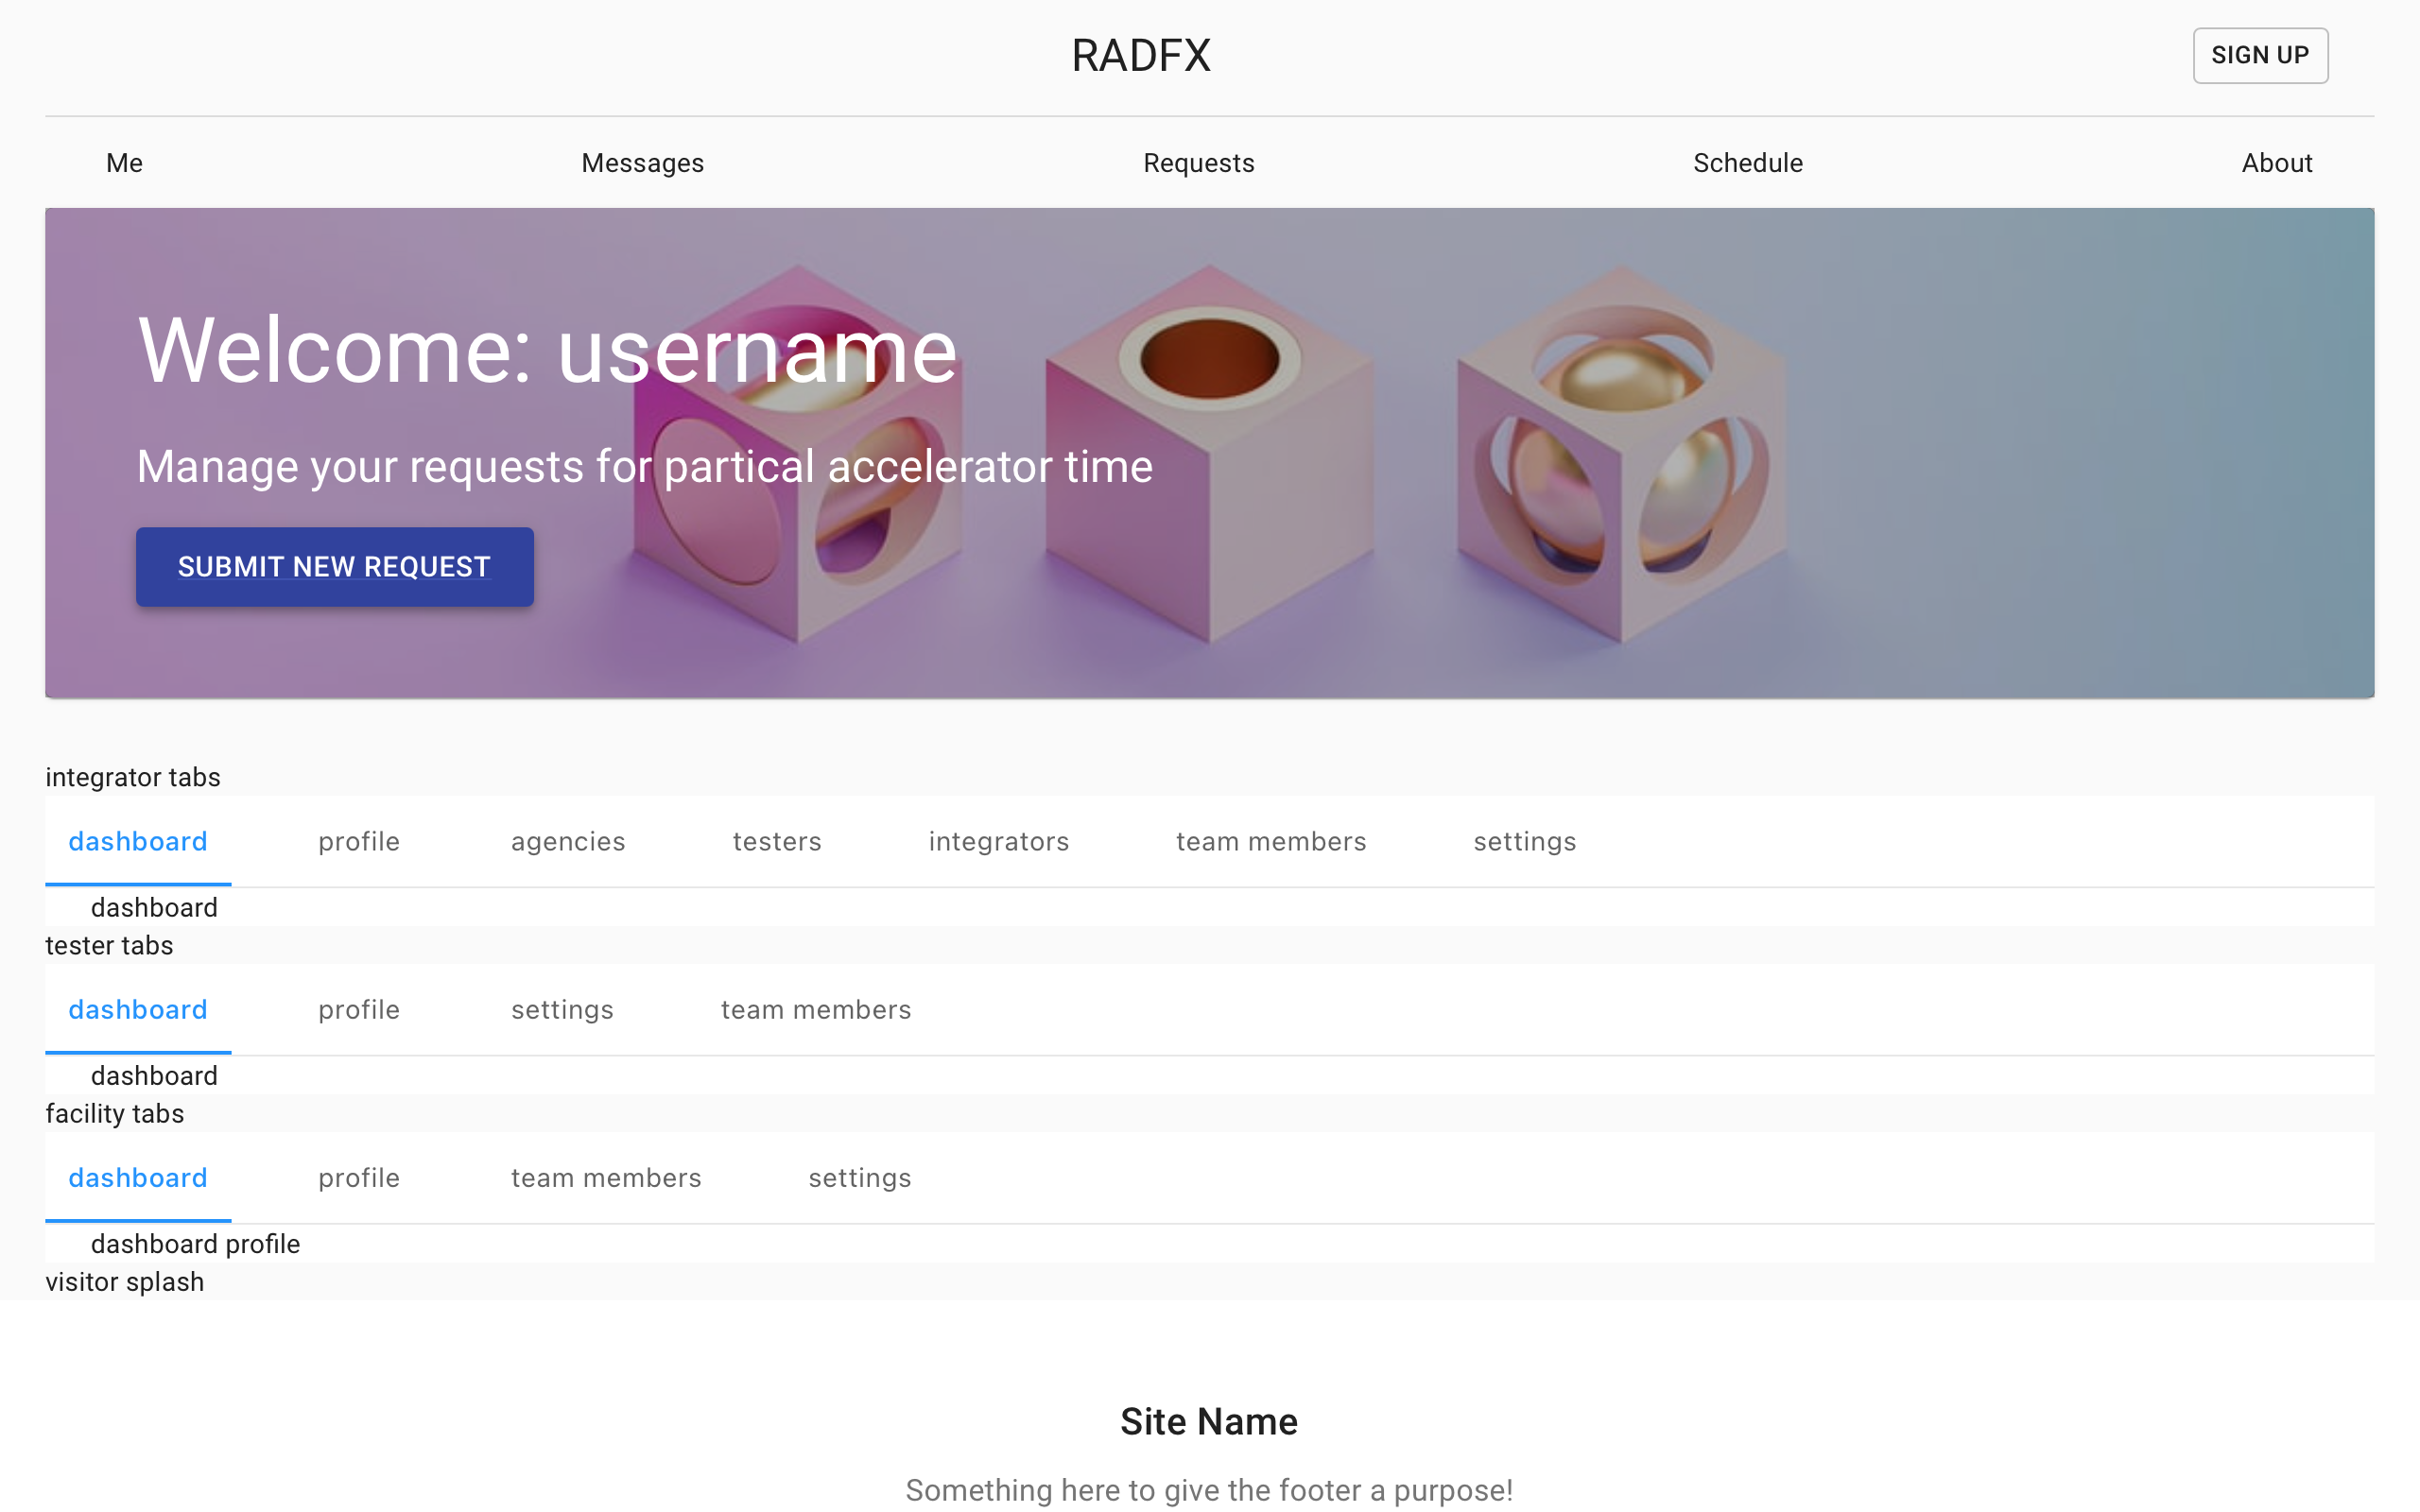 RADFX SIGN UP
Me Messages Requests Schedule About
Welcome: username
Manage your requests for partical accelerator time
SUBMIT NEW REQUEST
integrator tabs
dashboard profile agencies testers integrators team members settings
dashboard
tester tabs
dashboard profile settings team members
dashboard
facility tabs
dashboard profile team members settings
dashboard profile
visitor splash
Site Name
Something here to give the footer a purpose!